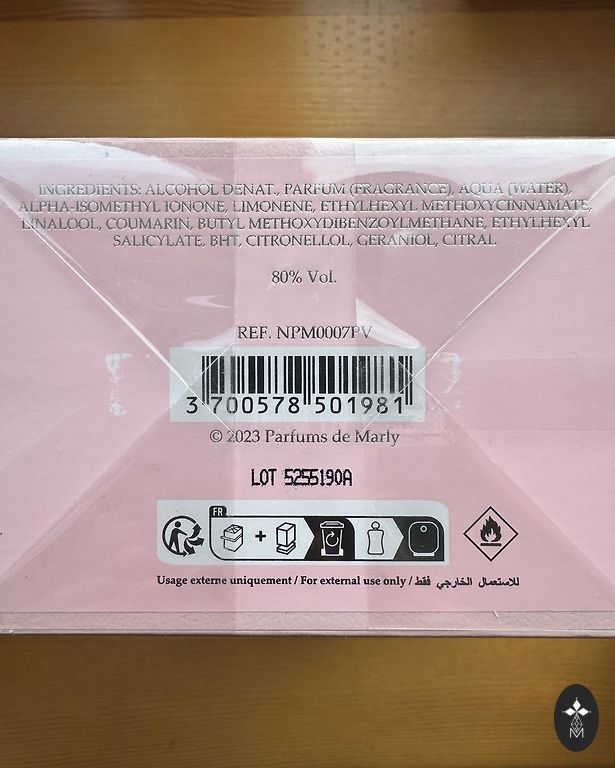 INGREDIENTS: ALCOHOL DENAT., PARFUM (FRAGRANCE), AQUA (WATER),
ALPHA-ISOMETHYL IONONE, LIMONENE, ETHYLHEXYL METHOXYCINNAMATE,
LINALOOL, COUMARIN, BUTYL METHOXYDIBENZOYLMETHANE, ETHYLHEXYL
SALICYLATE, BHT, CITRONELLOL, GERANIOL, CITRAL
80% Vol.
REF. NPM0007PV
3 700578 501981
© 2023 Parfums de Marly
LOT 5255190A
FR
+
Usage externe uniquement / For external use only / للاستعمال الخارجي فقط
M